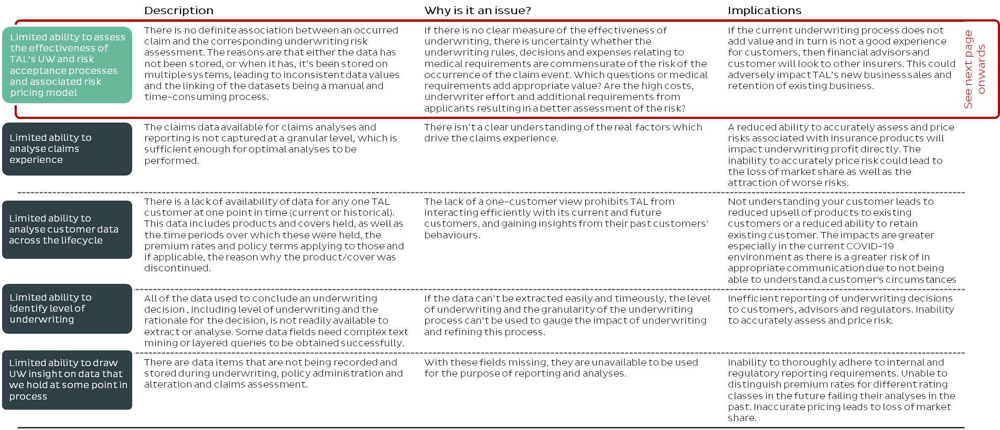 Description
Why is it an issue?
Implications
Limited ability to assess
the effectiveness of
TAL's UW and risk
acceptance processes
and associated risk
pricing model
There is no definite association between an occurred
claim and the corresponding underwriting risk
assessment. The reasons are that either the data has
not been stored, or when it has, it's been stored on
multiple systems, leading to inconsistent data values
and the linking of the datasets being a manual and
time-consuming process.
If there is no clear measure of the effectiveness of
underwriting, there is uncertainty whether the
underwriting rules, decisions and expenses relating to
medical requirements are commensurate of the risk of the
occurrence of the claim event. Which questions or medical
requirements add appropriate value? Are the high costs,
underwriter effort and additional requirements from
applicants resulting in a better assessment of the risk?
If the current underwriting process does not
add value and in turn is not a good experience
for customers, then financial advisors and
customer will look to other insurers. This could
adversely impact TAL's new business sales and
retention of existing business.
See next page
onwards
Limited ability to
analyse claims
experience
The claims data available for claims analyses and
reporting is not captured at a granular level, which is
sufficient enough for optimal analyses to be
performed.
There isn't a clear understanding of the real factors which
drive the claims experience.
A reduced ability to accurately assess and price
risks associated with insurance products will
impact underwriting profit directly. The
inability to accurately price risk could lead to
the loss of market share as well as the
attraction of worse risks.
Limited ability to
analyse customer data
across the lifecycle
There is a lack of availability of data for any one TAL
customer at one point in time (current or historical).
This data includes products and covers held, as well as
the time periods over which these were held, the
premium rates and policy terms applying to those and
if applicable, the reason why the product/cover was
discontinued.
The lack of a one-customer view prohibits TAL from
interacting efficiently with its current and future
customers, and gaining insights from their past customers'
behaviours.
Not understanding your customer leads to
reduced upsell of products to existing
customers or a reduced ability to retain
existing customer. The impacts are greater
especially in the current COVID-19
environment as there is a greater risk of in
appropriate communication due to not being
able to understand a customer's circumstances
Limited ability to
identify level of
underwriting
All of the data used to conclude an underwriting
decision , including level of underwriting and the
rationale for the decision, is not readily available to
extract or analyse. Some data fields need complex text
mining or layered queries to be obtained successfully.
If the data can't be extracted easily and timeously, the level
of underwriting and the granularity of the underwriting
process can't be used to gauge the impact of underwriting
and refining this process.
Inefficient reporting of underwriting decisions
to customers, advisors and regulators. Inability
to accurately assess and price risk.
Limited ability to draw
UW insight on data that
we hold at some point in
process
There are data items that are not being recorded and
stored during underwriting, policy administration and
alteration and claims assessment.
With these fields missing, they are unavailable to be used
for the purpose of reporting and analyses.
Inability to thoroughly adhere to internal and
regulatory reporting requirements. Unable to
distinguish premium rates for different rating
classes in the future failing their analyses in the
past. Inaccurate pricing leads to loss of market
share.